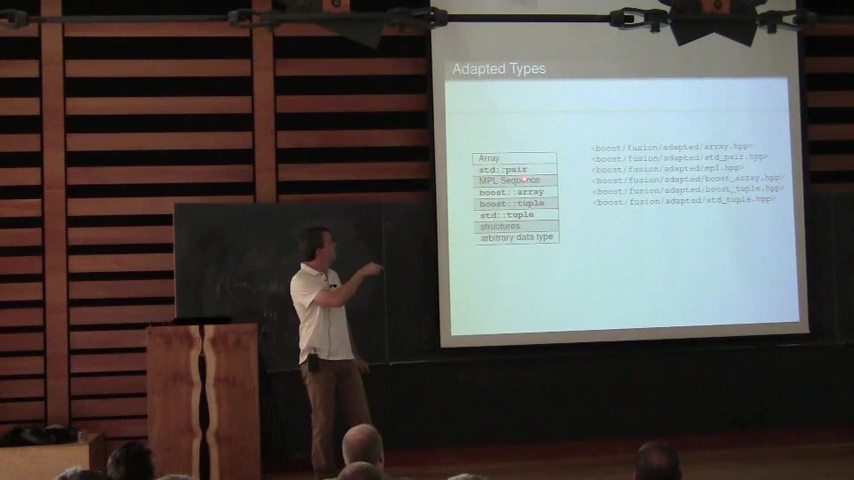 Adapted Types
Array
std::pair
MPL Sequence
boost::array
boost::tuple
std::tuple
structures
arbitrary data type
<boost/fusion/adapted/array.hpp>
<boost/fusion/adapted/std_pair.hpp>
<boost/fusion/adapted/mpl.hpp>
<boost/fusion/adapted/boost_array.hpp>
<boost/fusion/adapted/boost_tuple.hpp>
<boost/fusion/adapted/std_tuple.hpp>